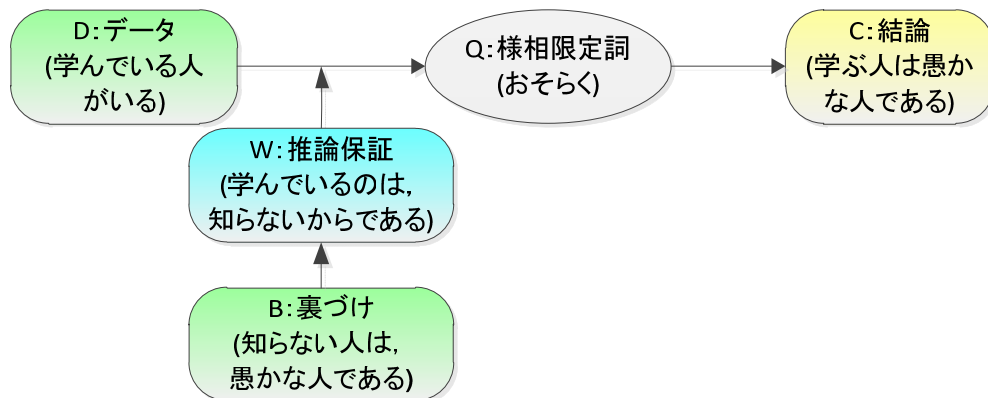 D:データ
(学んでいる人
がいる)
Q:様相限定詞
(おそらく)
C:結論
(学ぶ人は愚か
な人である)
W:推論保証
(学んでいるのは,
知らないからである)
B:裏づけ
(知らない人は,
愚かな人である)